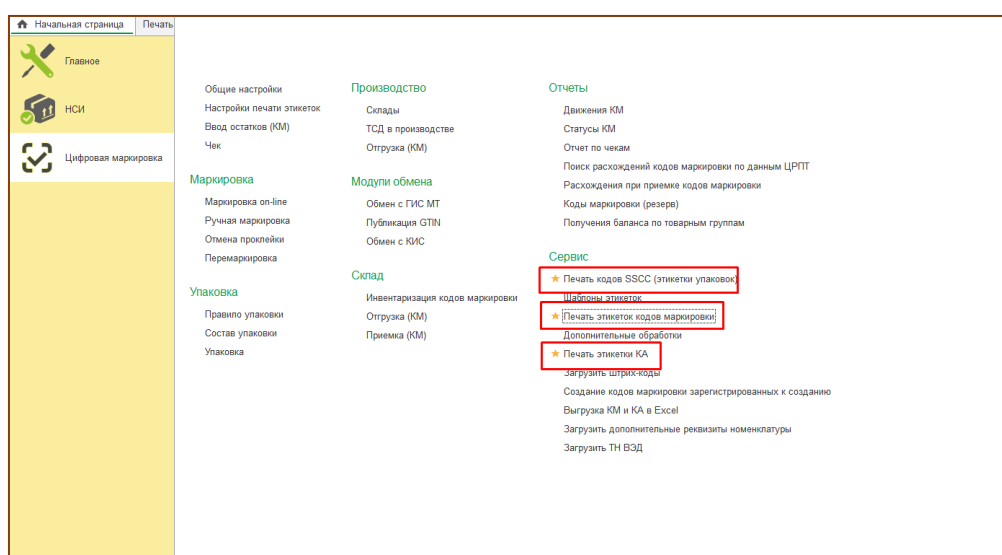 Начальная страница
Печать
Главное
НСИ
Цифровая маркировка
Общие настройки
Настройки печати этикеток
Ввод остатков (КМ)
Чек
Маркировка
Маркировка on-line
Ручная маркировка
Отмена проклейки
Перемаркировка
Упаковка
Правило упаковки
Состав упаковки
Упаковка
Производство
Склады
ТСД в производстве
Отгрузка (КМ)
Модули обмена
Обмен с ГИС МТ
Публикация GTIN
Обмен с КИС
Склад
Инвентаризация кодов маркировки
Отгрузка (КМ)
Приемка (КМ)
Отчеты
Движения КМ
Статусы КМ
Отчет по чекам
Поиск расхождений кодов маркировки по данным ЦРПТ
Расхождения при приемке кодов маркировки
Коды маркировки (резерв)
Получения баланса по товарным группам
Сервис
Печать кодов SSCC (этикетки упаковок)
Шаблоны этикеток
Печать этикеток кодов маркировки
Дополнительные обработки
Печать этикетки КА
Загрузить штрих-коды
Создание кодов маркировки зарегистрированных к созданию
Выгрузка КМ и КА в Excel
Загрузить дополнительные реквизиты номенклатуры
Загрузить ТН ВЭД